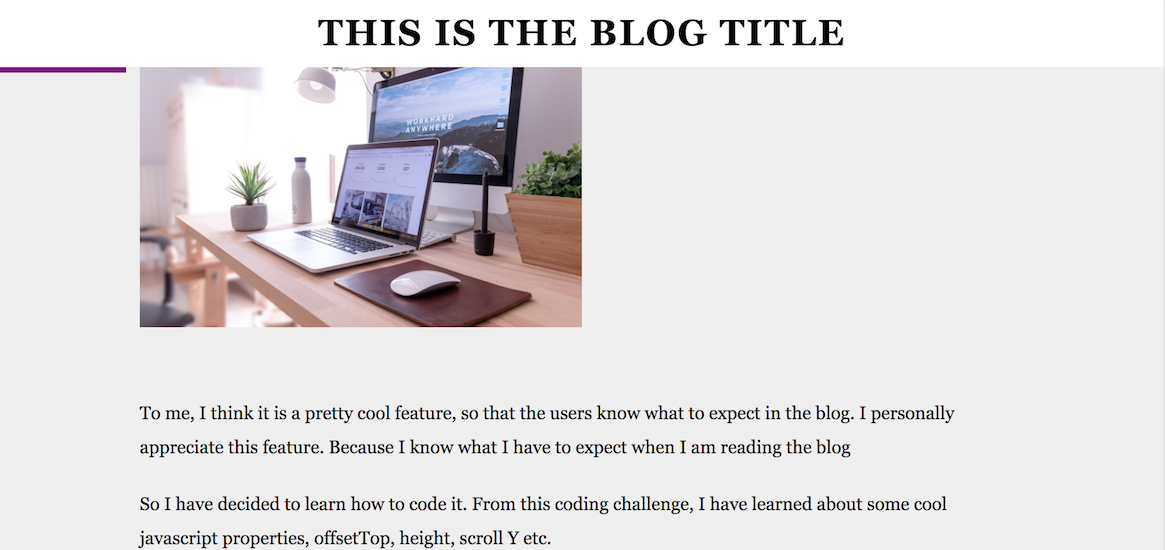 THIS IS THE BLOG TITLE
WORKHARD
ANYWHERE
To me, I think it is a pretty cool feature, so that the users know what to expect in the blog. I personally
appreciate this feature. Because I know what I have to expect when I am reading the blog
So I have decided to learn how to code it. From this coding challenge, I have learned about some cool
javascript properties, offsetTop, height, scroll Y etc.